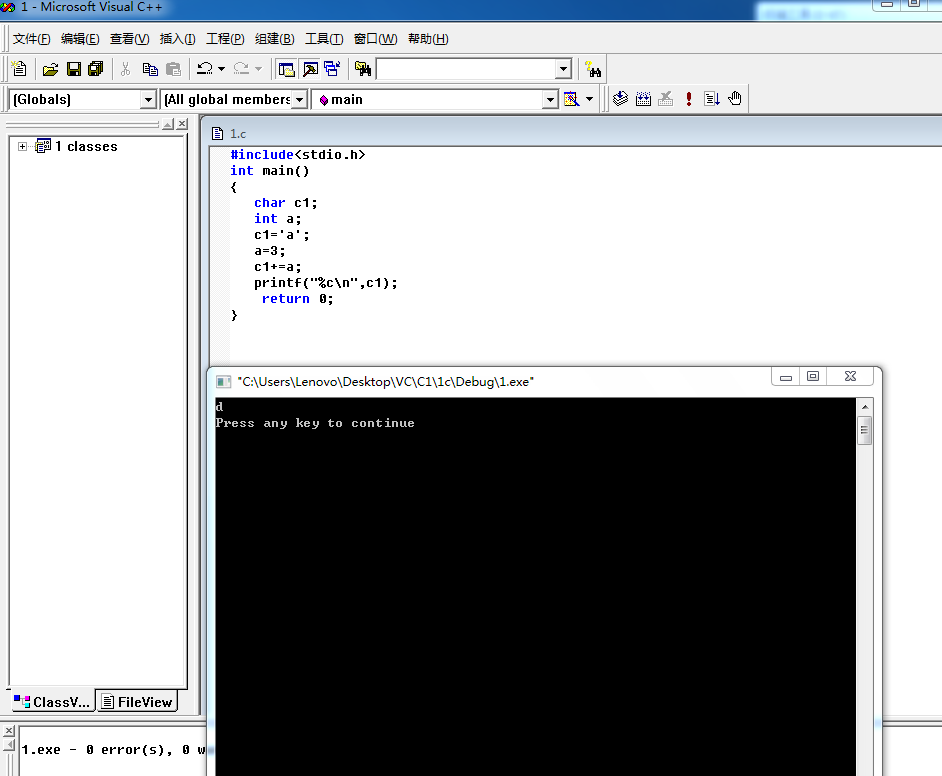 1 - Microsoft Visual C++
文件(F) 编辑(E) 查看(V) 插入(I) 工程(P) 组建(B) 工具(T) 窗口(W) 帮助(H)
(Globals) (All global members main
1 classes
1.c
#include<stdio.h>
int main()
{
char c1;
int a;
c1='a';
a=3;
c1+=a;
printf("%c\n",c1);
return 0;
}
"C:\Users\Lenovo\Desktop\VC\C1\1c\Debug\1.exe"
d
Press any key to continue
ClassV... FileView
1.exe - 0 error(s), 0 w